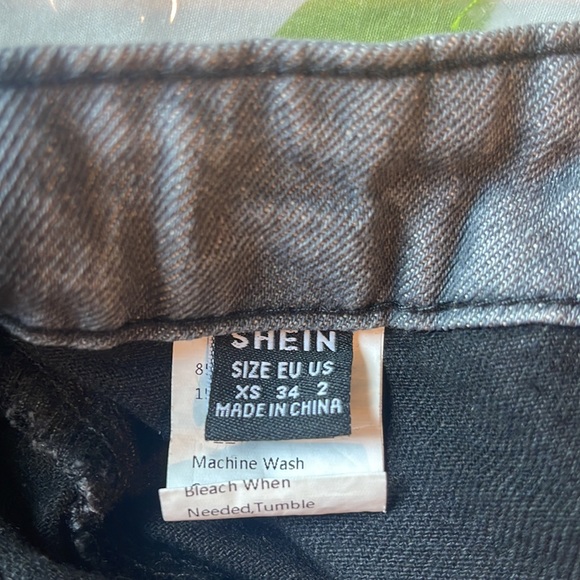 SHEIN
SIZE EU US
XS 34 2
MADE IN CHINA
Machine Wash
Bleach When
Needed,Tumble